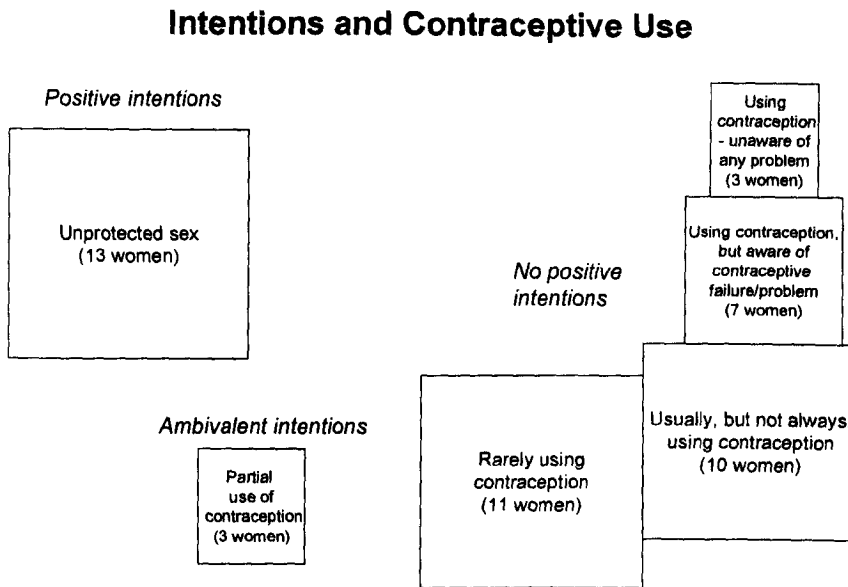 Intentions and Contraceptive Use
Positive intentions
Unprotected sex
(13 women)
Ambivalent intentions
Partial
use of
contraception
(3 women)
No positive
intentions
Rarely using
contraception
(11 women)
Using
contraception
- unaware of
any problem
(3 women)
Using contraception,
but aware of
contraceptive
failure/problem
(7 women)
Usually, but not always
using contraception
(10 women)